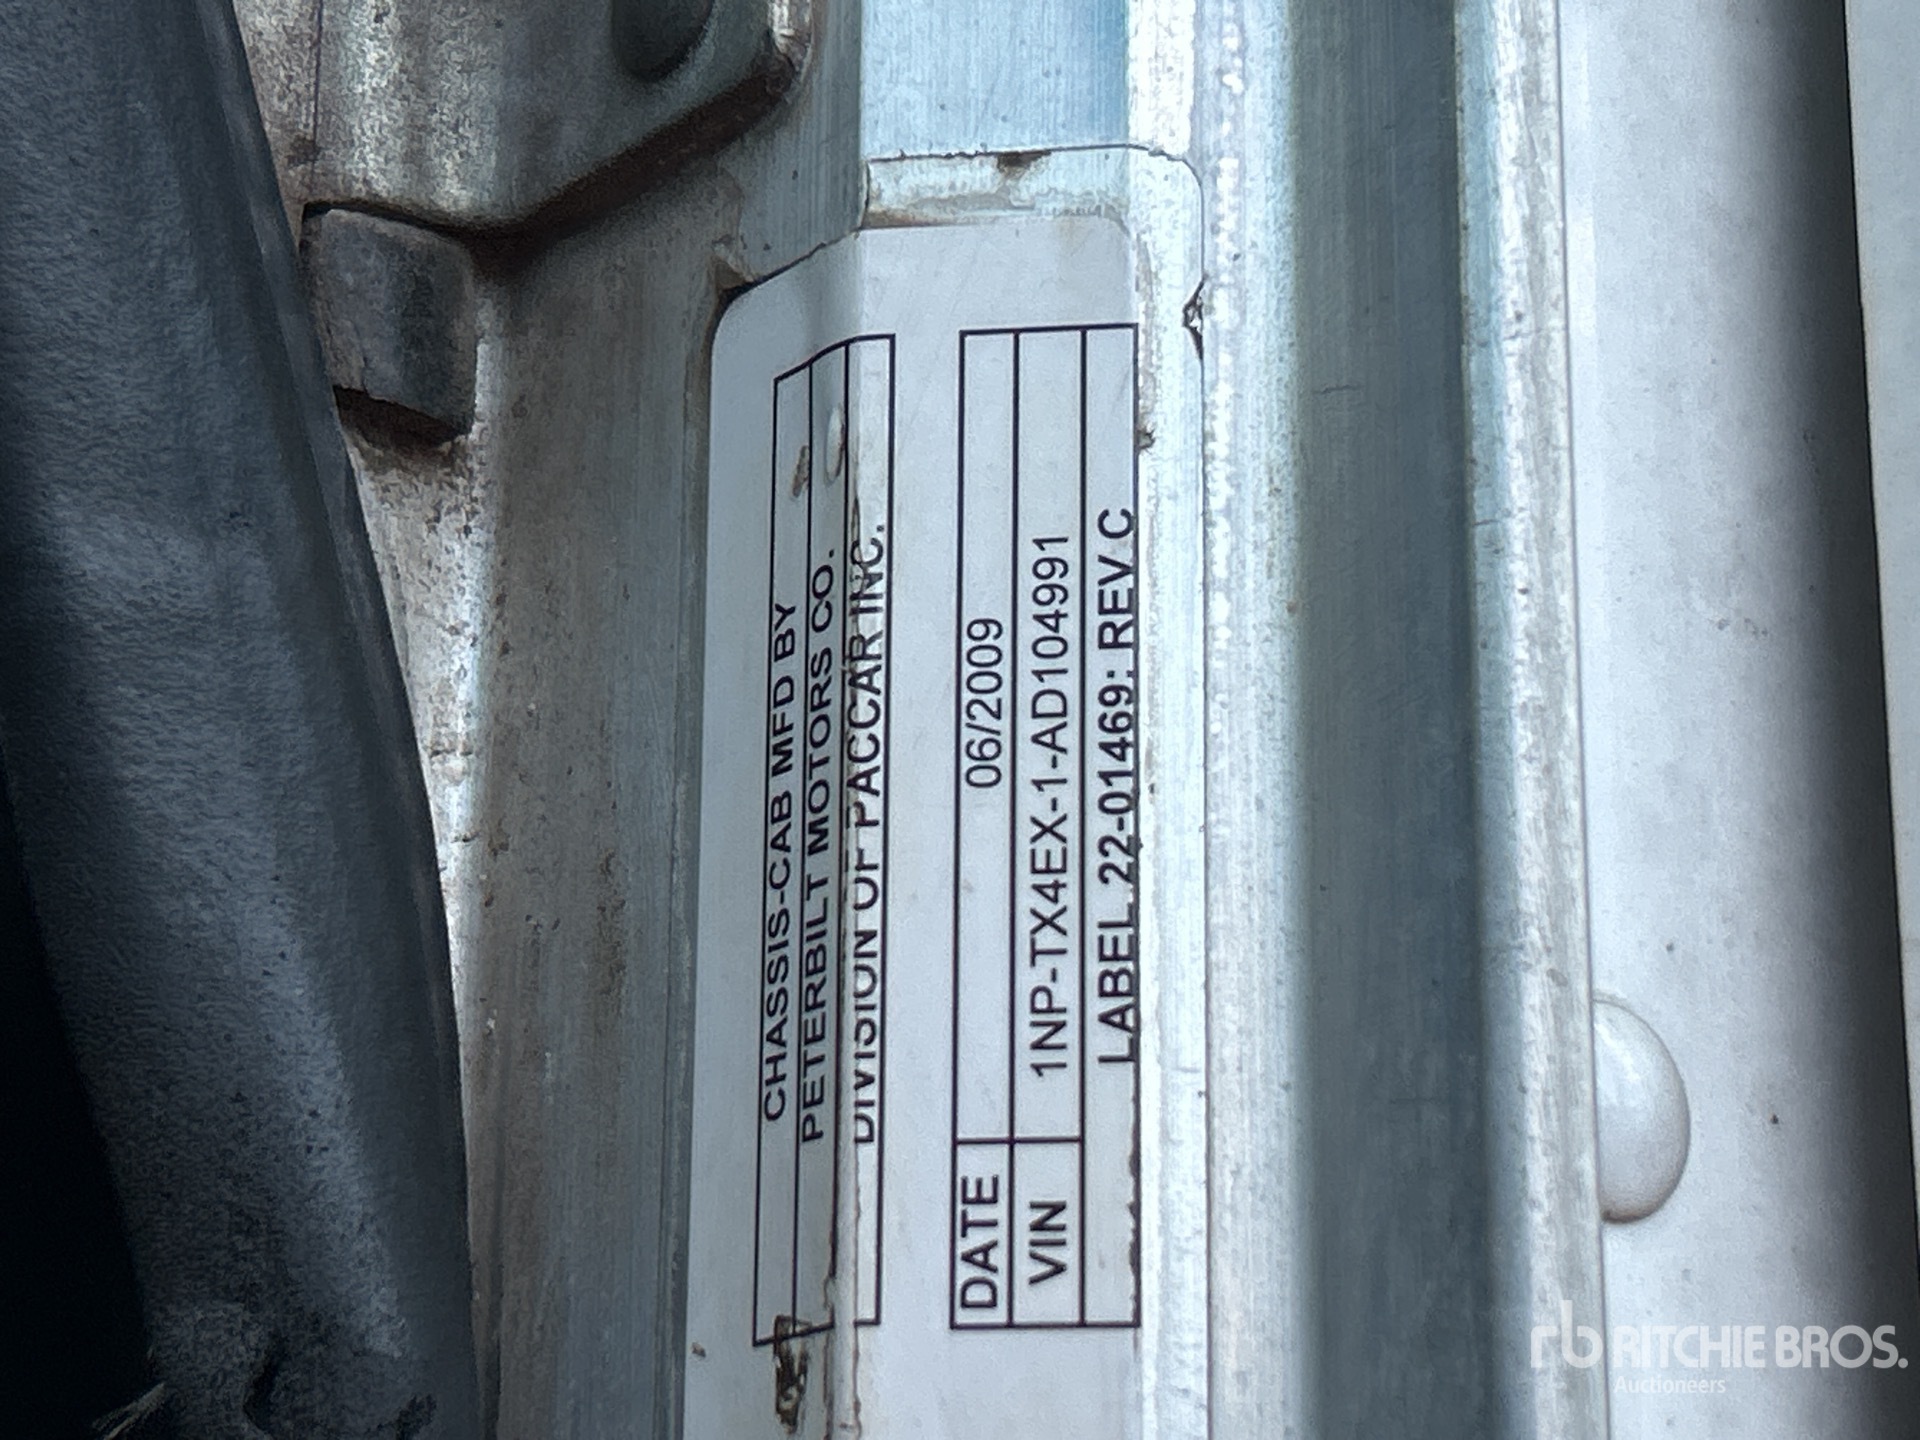 CHASSIS-CAB MFD BY
PETERBILT MOTORS CO.
DIVISION OF PACCAR INC.
DATE 06/2009
VIN 1NP-TX4EX-1-AD104991
LABEL 22-01469: REV C
rb RITCHIE BROS.
Auctioneers